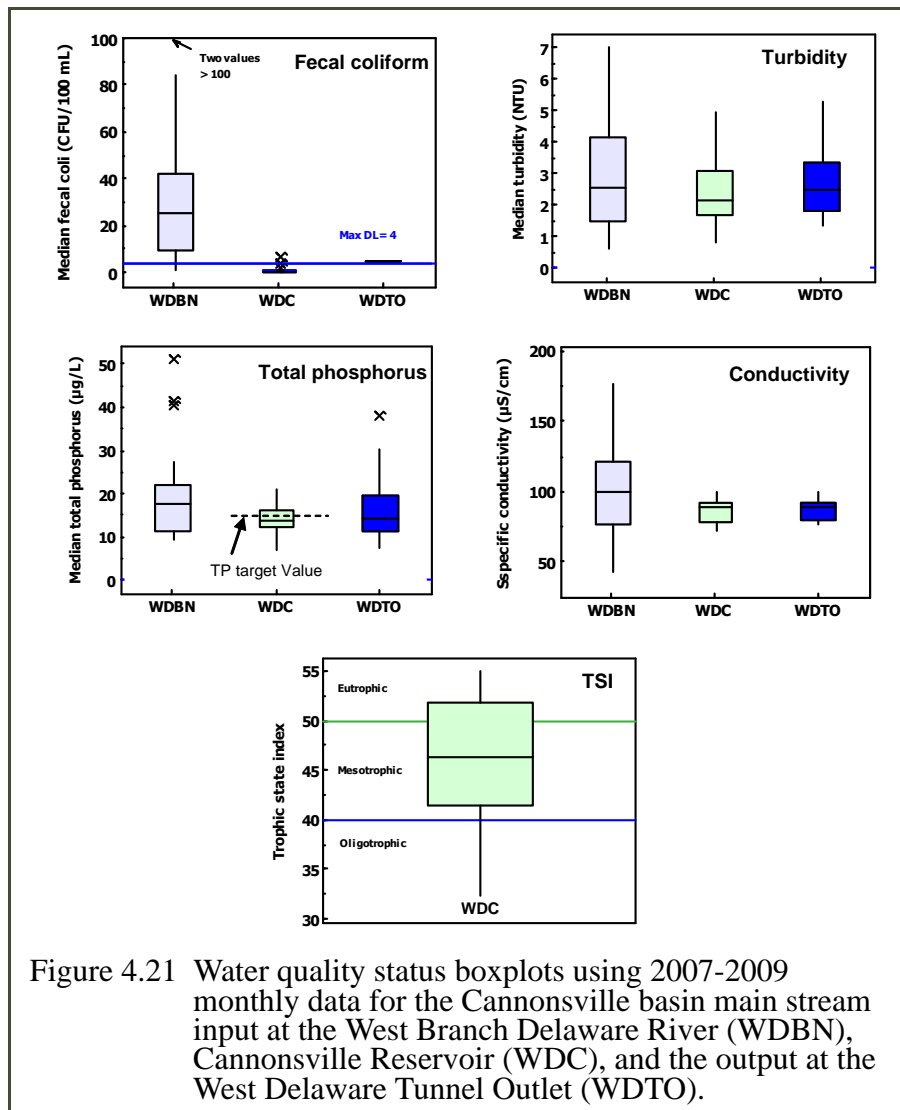 Fecal coliform
Two values
> 100
Median fecal coli (CFU/100 mL)
100
80
60
40
20
0
Max DL= 4
WDBN WDC WDTO
Turbidity
Median turbidity (NTU)
7
6
5
4
3
2
1
0
WDBN WDC WDTO
Total phosphorus
Median total phosphorus (µg/L)
50
40
30
20
10
0
TP target Value
WDBN WDC WDTO
Conductivity
Sspecific conductivity (µS/cm)
200
150
100
50
WDBN WDC WDTO
TSI
Trophic state index
55
50
45
40
35
30
Eutrophic
Mesotrophic
Oligotrophic
WDC
Figure 4.21 Water quality status boxplots using 2007-2009
monthly data for the Cannonsville basin main stream
input at the West Branch Delaware River (WDBN),
Cannonsville Reservoir (WDC), and the output at the
West Delaware Tunnel Outlet (WDTO).